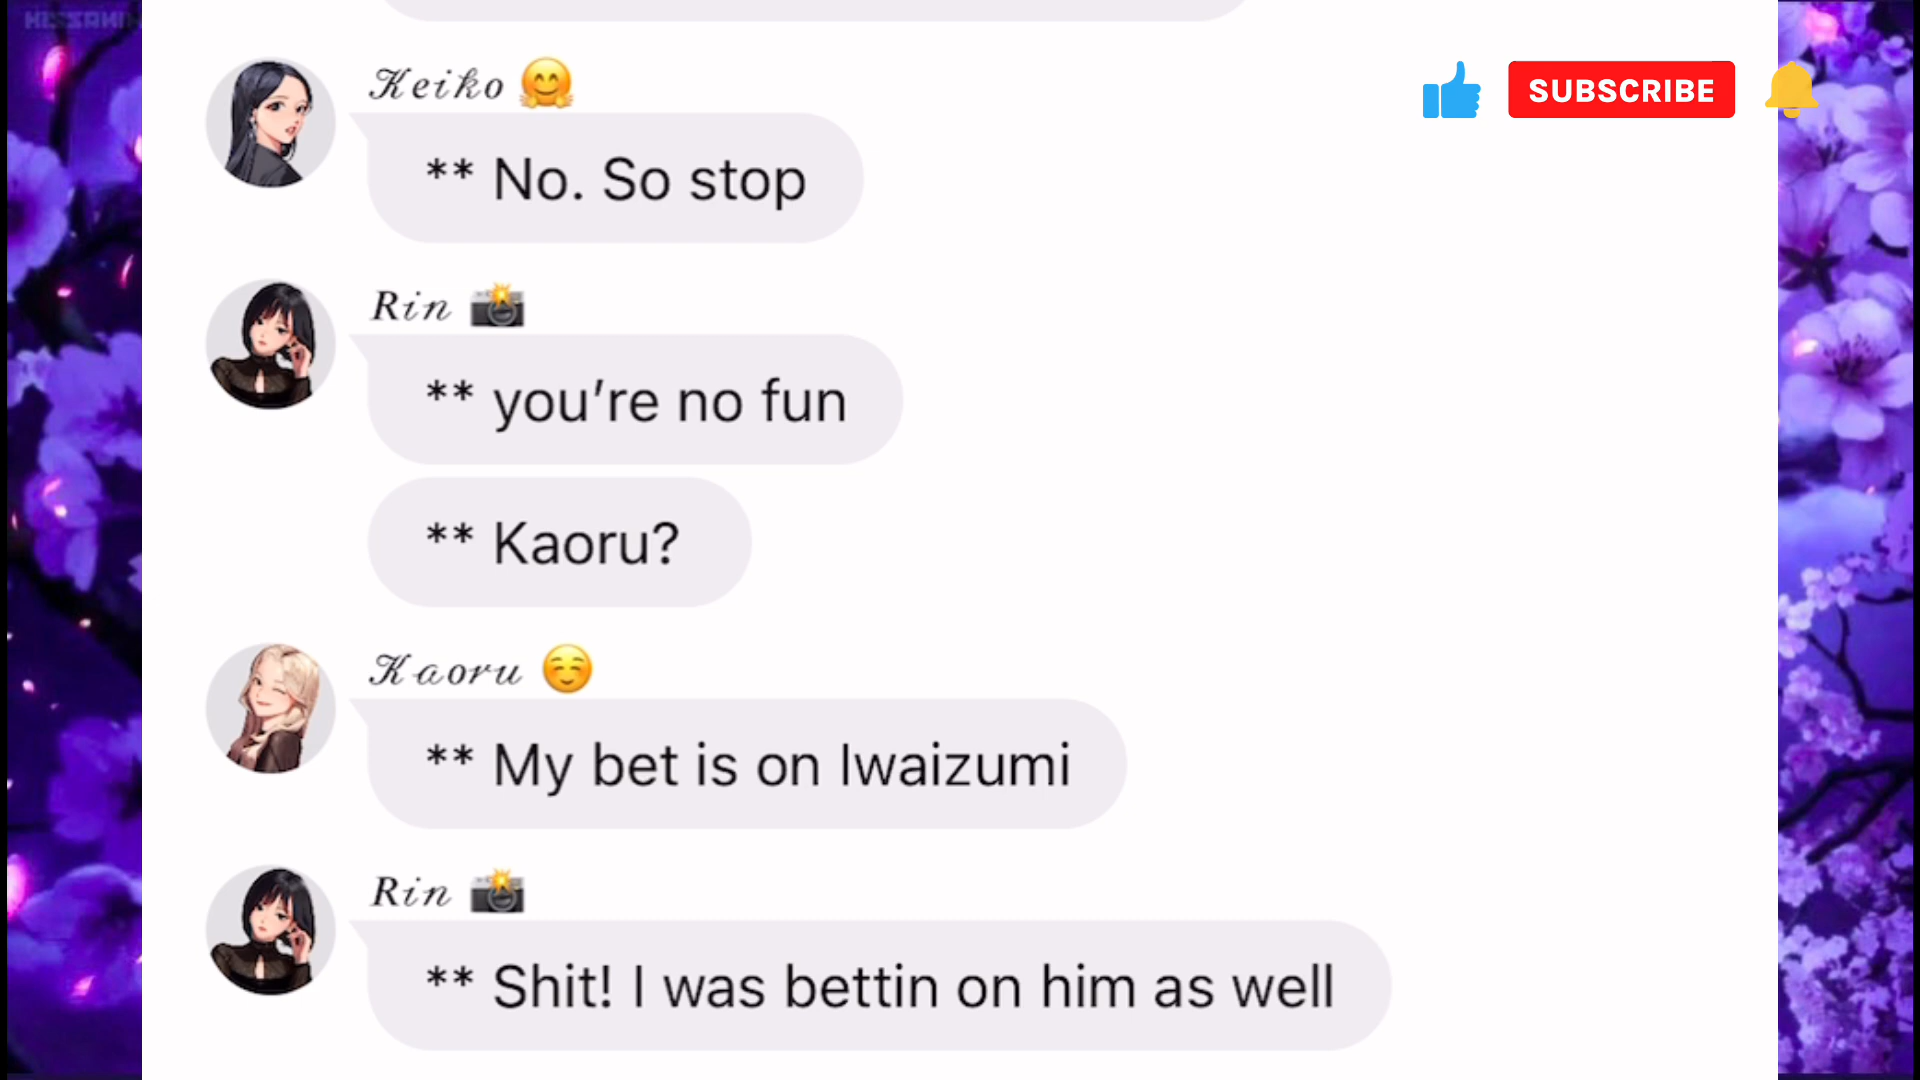 Keiko 🤗
SUBSCRIBE
** No. So stop
Rin 📸
** you're no fun
** Kaoru?
Kaoru ☺️
** My bet is on Iwaizumi
Rin 📸
** Shit! I was bettin on him as well